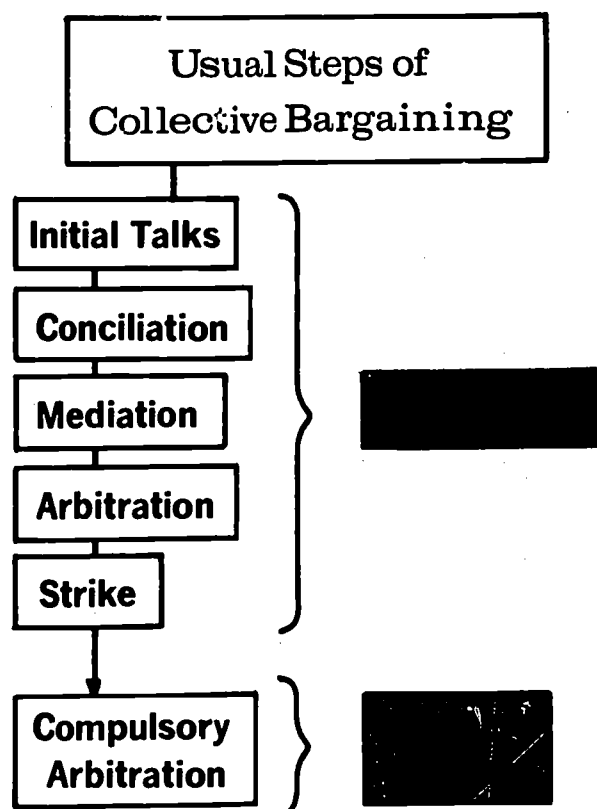 Usual Steps of
Collective Bargaining
Initial Talks
Conciliation
Mediation
Arbitration
Strike
Compulsory
Arbitration